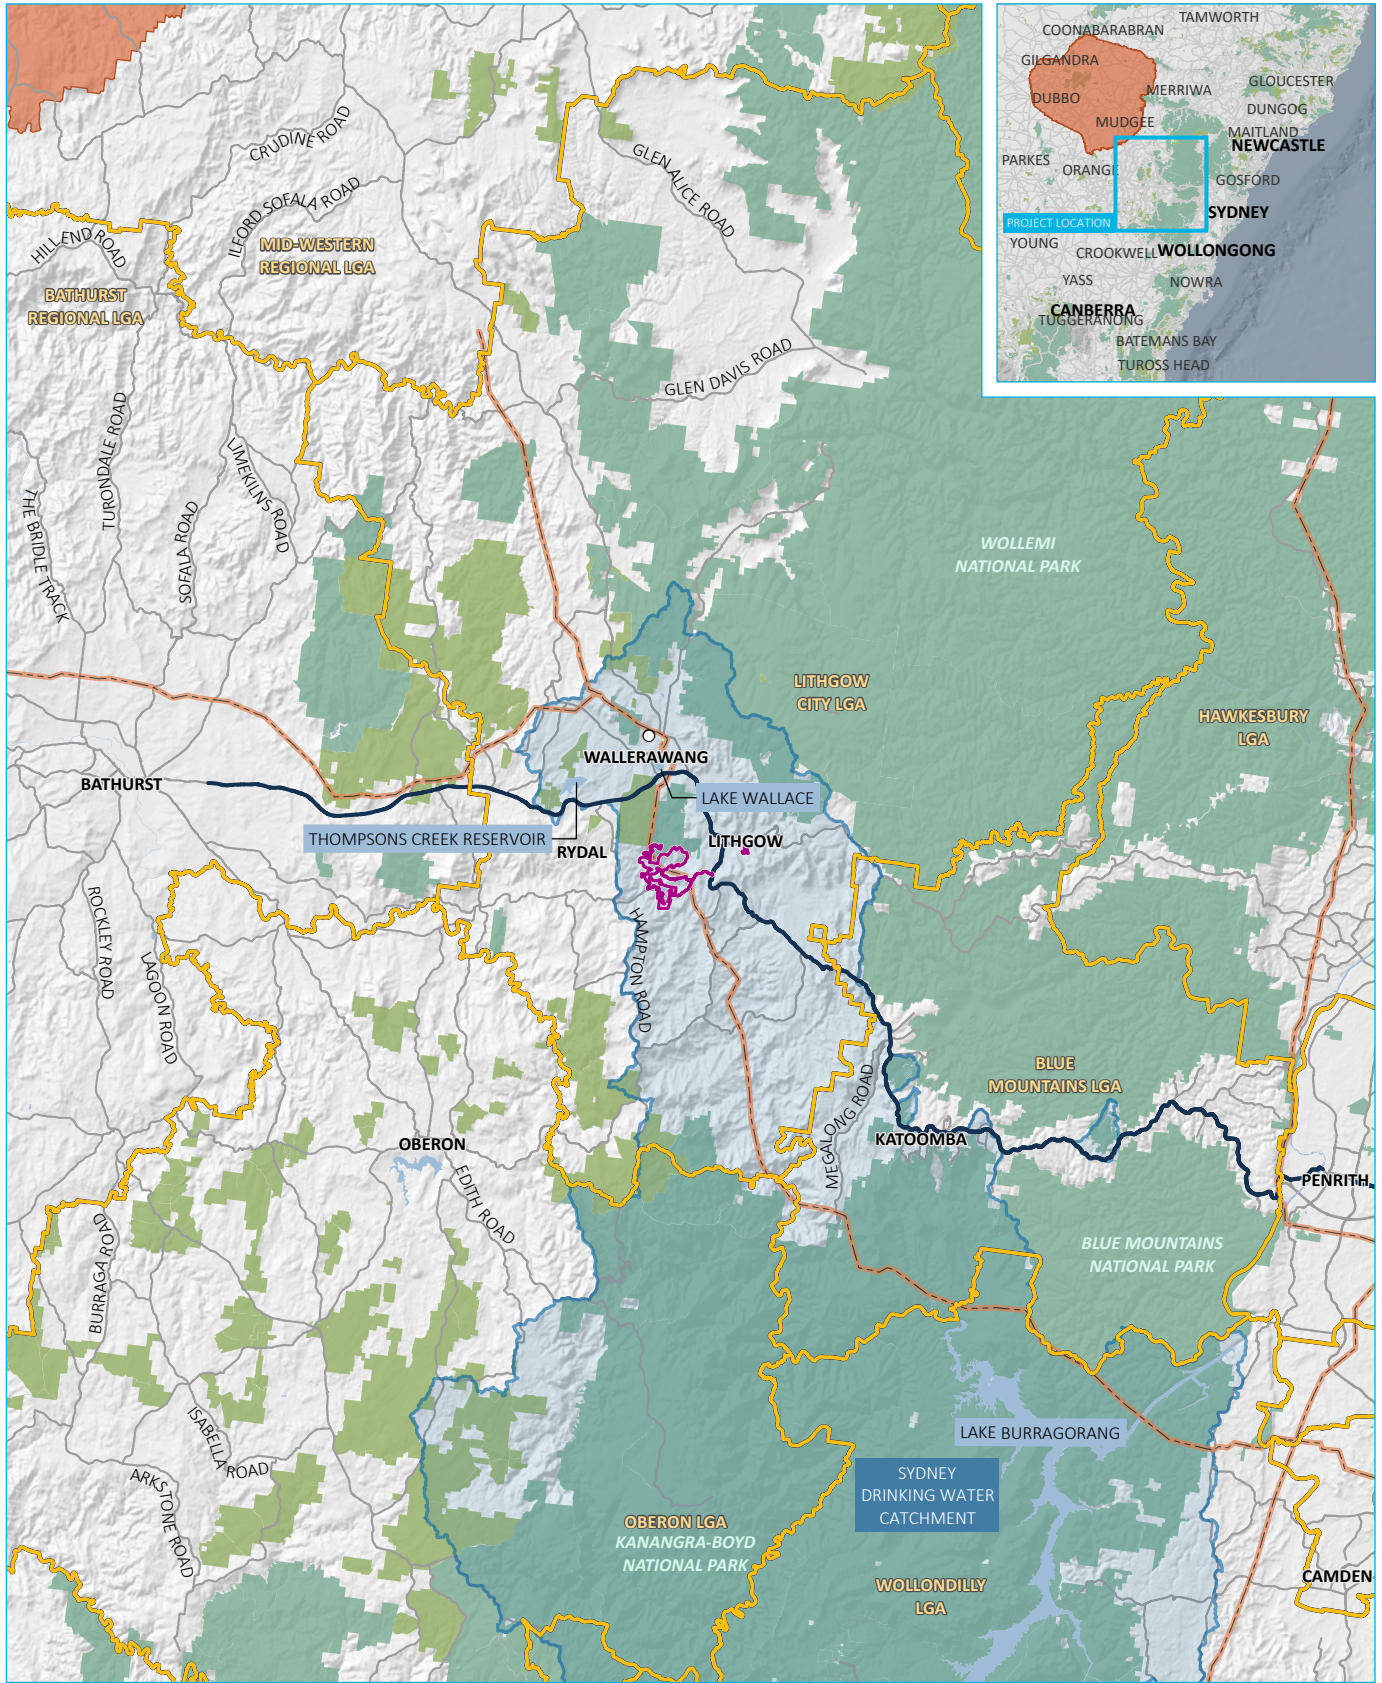 TAMWORTH
COONABARABRAN
GILGANDRA
GLOUCESTER
MERRIWA
DUBBO
DUNGOG
MUDGEE
MAITLAND
NEWCASTLE
PARKES
ORANGE
GOSFORD
SYDNEY
PROJECT LOCATION
YOUNG
CROOKWELL
WOLLONGONG
YASS
NOWRA
CANBERRA
TUGGERANONG
BATEMANS BAY
TUROSS HEAD
CRUDINE ROAD
GLEN ALICE ROAD
ILFORD SOFALA ROAD
HILL END ROAD
MID-WESTERN
REGIONAL LGA
BATHURST
REGIONAL LGA
GLEN DAVIS ROAD
TURONDALE ROAD
LIMEKILNS ROAD
THE BRIDLE TRACK
SOFALA ROAD
WOLLEMI
NATIONAL PARK
LITHGOW
CITY LGA
HAWKESBURY
LGA
WALLERAWANG
BATHURST
LAKE WALLACE
THOMPSONS CREEK RESERVOIR
RYDAL
LITHGOW
ROCKLEY ROAD
LAGOON ROAD
HAMPTON ROAD
BLUE
MOUNTAINS LGA
MEGALONG ROAD
KATOOMBA
OBERON
EDITH ROAD
PENRITH
BURRAGA ROAD
BLUE MOUNTAINS
NATIONAL PARK
ISABELLA ROAD
LAKE BURRAGORANG
ARKSTONE ROAD
SYDNEY
DRINKING WATER
CATCHMENT
OBERON LGA
KANANGRA-BOYD
NATIONAL PARK
WOLLONDILLY
LGA
CAMDEN